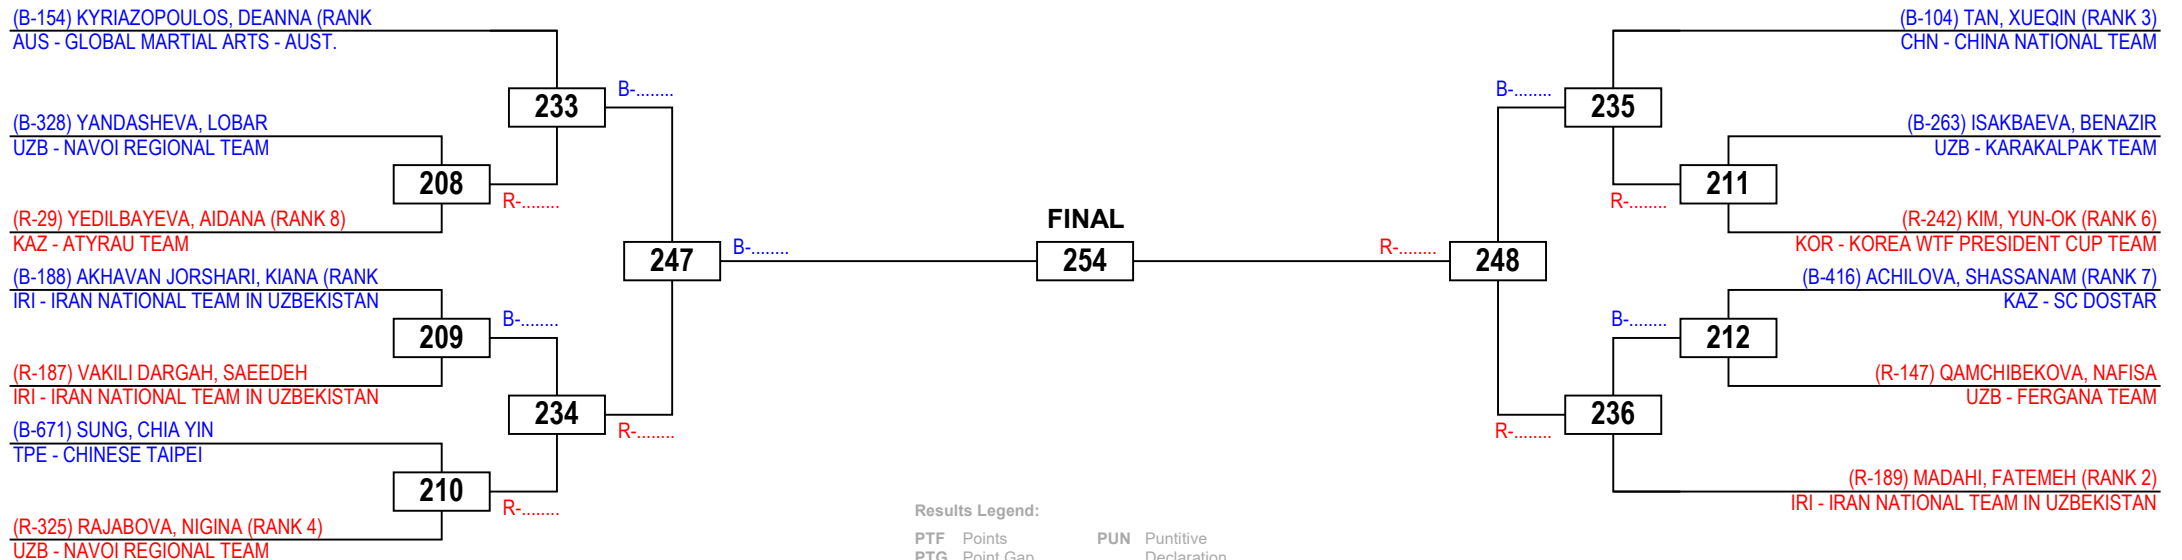 (B-154) KYRIAZOPOULOS, DEANNA (RANK
AUS - GLOBAL MARTIAL ARTS - AUST.
(B-328) YANDASHEVA, LOBAR
UZB - NAVOI REGIONAL TEAM
(R-29) YEDILBAYEVA, AIDANA (RANK 8)
KAZ - ATYRAU TEAM
(B-188) AKHAVAN JORSHARI, KIANA (RANK
IRI - IRAN NATIONAL TEAM IN UZBEKISTAN
(R-187) VAKILI DARGAH, SAEEDEH
IRI - IRAN NATIONAL TEAM IN UZBEKISTAN
(B-671) SUNG, CHIA YIN
TPE - CHINESE TAIPEI
(R-325) RAJABOVA, NIGINA (RANK 4)
UZB - NAVOI REGIONAL TEAM
208
R-........
209
B-........
210
R-........
233
B-........
234
R-........
247
B-........
FINAL
254
R-........
248
B-........
235
R-........
211
B-........
212
R-........
236
(B-104) TAN, XUEQIN (RANK 3)
CHN - CHINA NATIONAL TEAM
(B-263) ISAKBAEVA, BENAZIR
UZB - KARAKALPAK TEAM
(R-242) KIM, YUN-OK (RANK 6)
KOR - KOREA WTF PRESIDENT CUP TEAM
(B-416) ACHILOVA, SHASSANAM (RANK 7)
KAZ - SC DOSTAR
(R-147) QAMCHIBEKOVA, NAFISA
UZB - FERGANA TEAM
(R-189) MADAHI, FATEMEH (RANK 2)
IRI - IRAN NATIONAL TEAM IN UZBEKISTAN
Results Legend:
PTF Points PUN Puntitive
PTG Point Gap Declaration